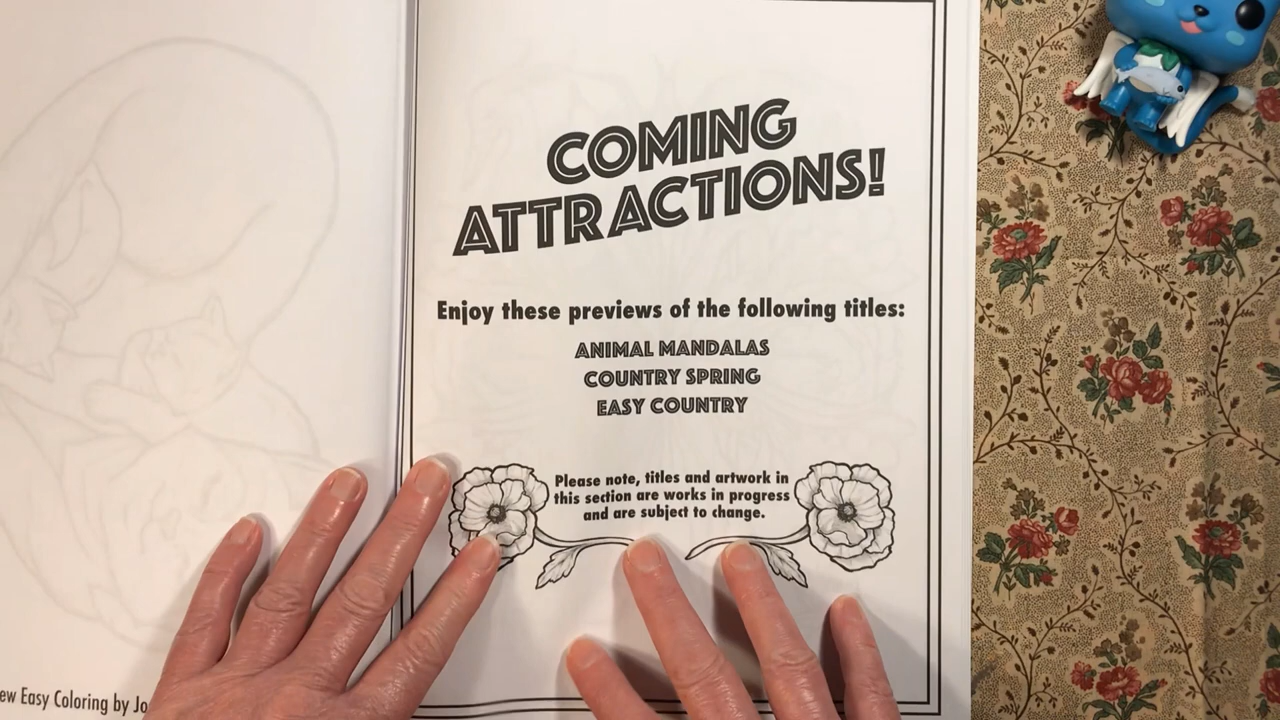 COMING
ATTRACTIONS!
Enjoy these previews of the following titles:
ANIMAL MANDALAS
COUNTRY SPRING
EASY COUNTRY
Please note, titles and artwork in
this section are works in progress
and are subject to change.
Easy Coloring by